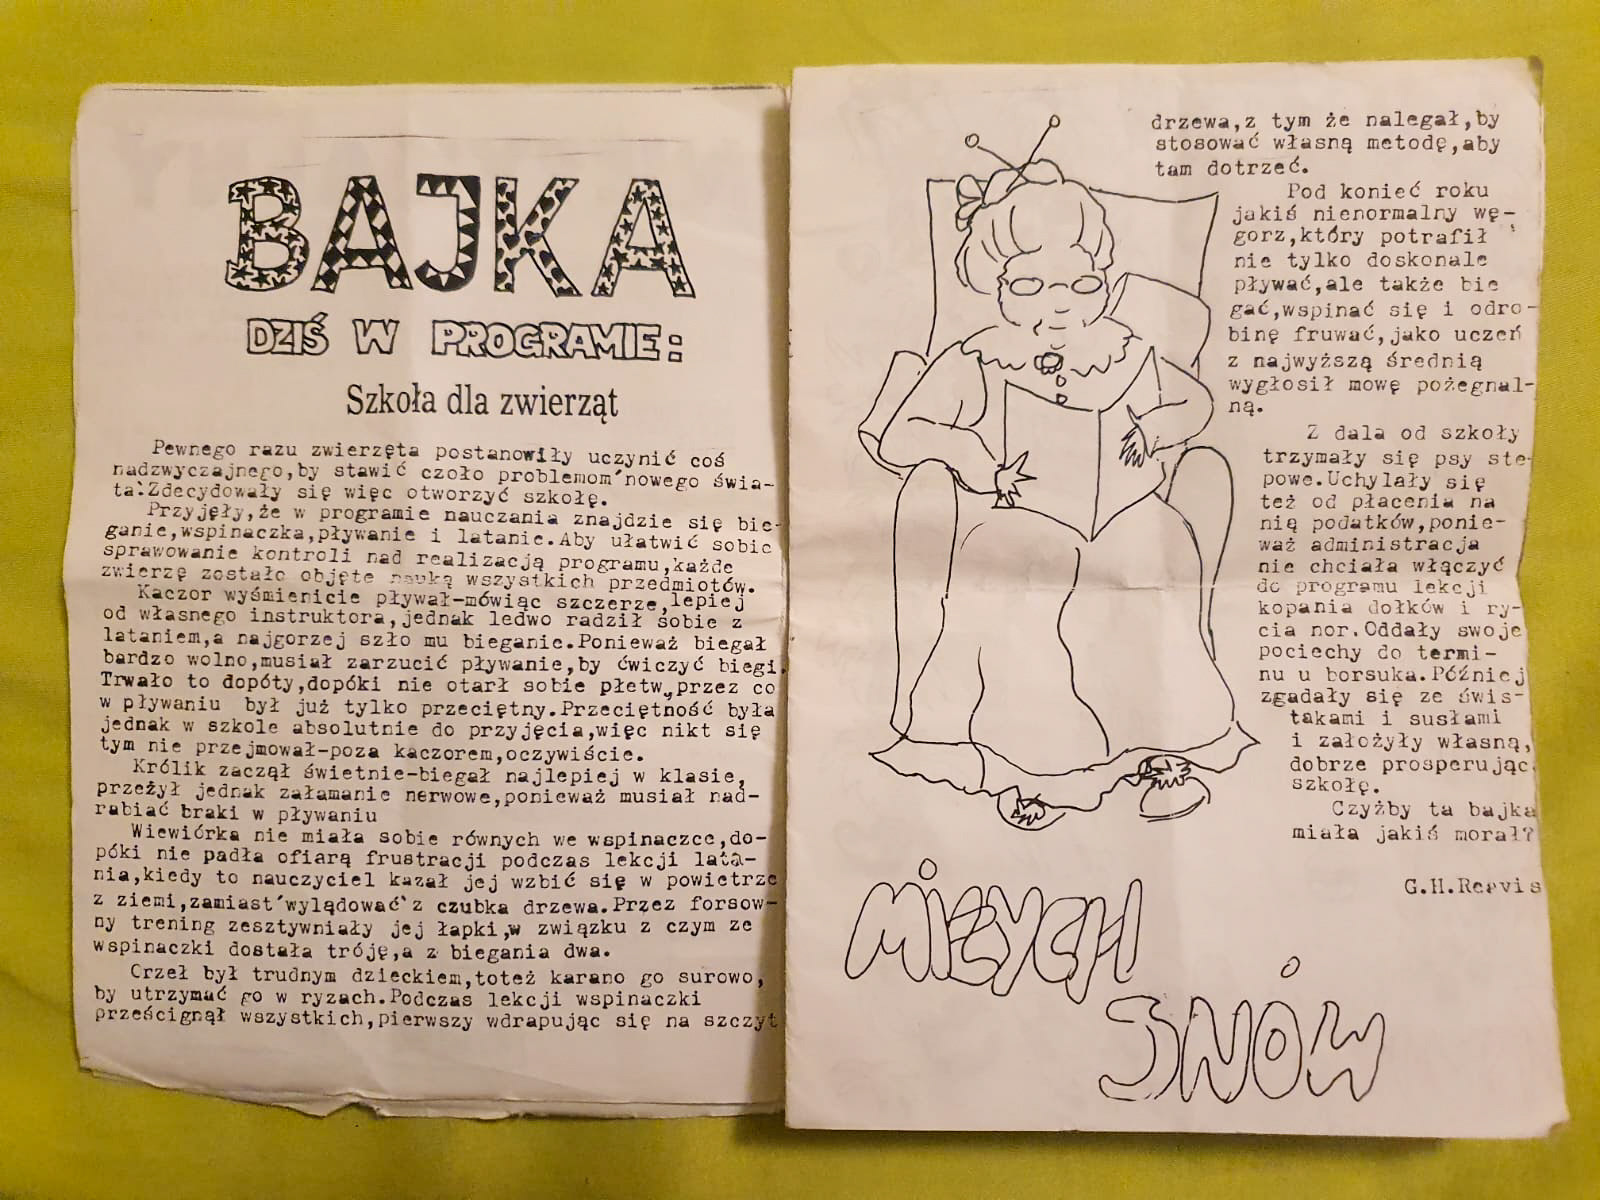 BAJKA
DZIŚ W PROGRAMIE:
Szkoła dla zwierząt
Pewnego razu zwierzęta postanowiły uczynić coś
nadzwyczajnego,by stawić czoło problemom´nowego świa-
ta´.Zdecydowały się więc otworzyć szkołę.
Przyjęły,że w programie nauczania znajdzie się bie-
ganie,wspinaczka,pływanie i latanie.Aby ułatwić sobie
sprawowanie kontroli nad realizacją programu,każde
zwierzę zostało objęte nauką wszystkich przedmiotów.
Kaczor wyśmienicie pływał-mówiąc szczerze,lepiej
od własnego instruktora,jednak ledwo radził sobie z
lataniem,a najgorzej szło mu bieganie.Ponieważ biegał
bardzo wolno,musiał zarzucić pływanie,by ćwiczyć biegi.
Trwało to dopóty,dopóki nie otarł sobie płetw,przez co
w pływaniu był już tylko przeciętny.Przeciętność była
jednak w szkole absolutnie do przyjęcia,więc nikt się
tym nie przejmował-poza kaczorem,oczywiście.
Królik zaczął świetnie-biegał najlepiej w klasie,
przeżył jednak załamanie nerwowe,ponieważ musiał nad-
rabiać braki w pływaniu
Wiewiórka nie miała sobie równych we wspinaczce,do-
póki nie padła ofiarą frustracji podczas lekcji lata-
nia,kiedy to nauczyciel kazał jej wzbić się w powietrze
z ziemi,zamiast´wylądować`z czubka drzewa.Przez forsow-
ny trening zesztywniały jej łapki,w związku z czym ze
wspinaczki dostała tróję,a z biegania dwa.
Orzeł był trudnym dzieckiem,toteż karano go surowo,
by utrzymać go w ryzach.Podczas lekcji wspinaczki
prześcignął wszystkich,pierwszy wdrapując się na szczyt
drzewa,z tym że nalegał,by
stosować własną metodę,aby
tam dotrzeć.
Pod konieć roku
jakiś nienormalny wę-
gorz,który potrafił
nie tylko doskonale
pływać,ale także bie
gać,wspinać się i odro-
binę fruwać,jako uczeń
z najwyższą średnią
wygłosił mowę pożegnal-
ną.
Z dala od szkoły
trzymały się psy ste-
powe.Uchylały się
też od płacenia na
nią podatków,ponie-
waż administracja
nie chciała włączyć
do programu lekcji
kopania dołków i ry-
cia nor.Oddały swoje
pociechy do termi-
nu u borsuka.Później
zgadały się ze świs-
takami i susłami
i założyły własną,
dobrze prosperując
szkołę.
Czyżby ta bajka
miała jakiś morał?
G.H.Reavis
MIŁYCH
SNÓW